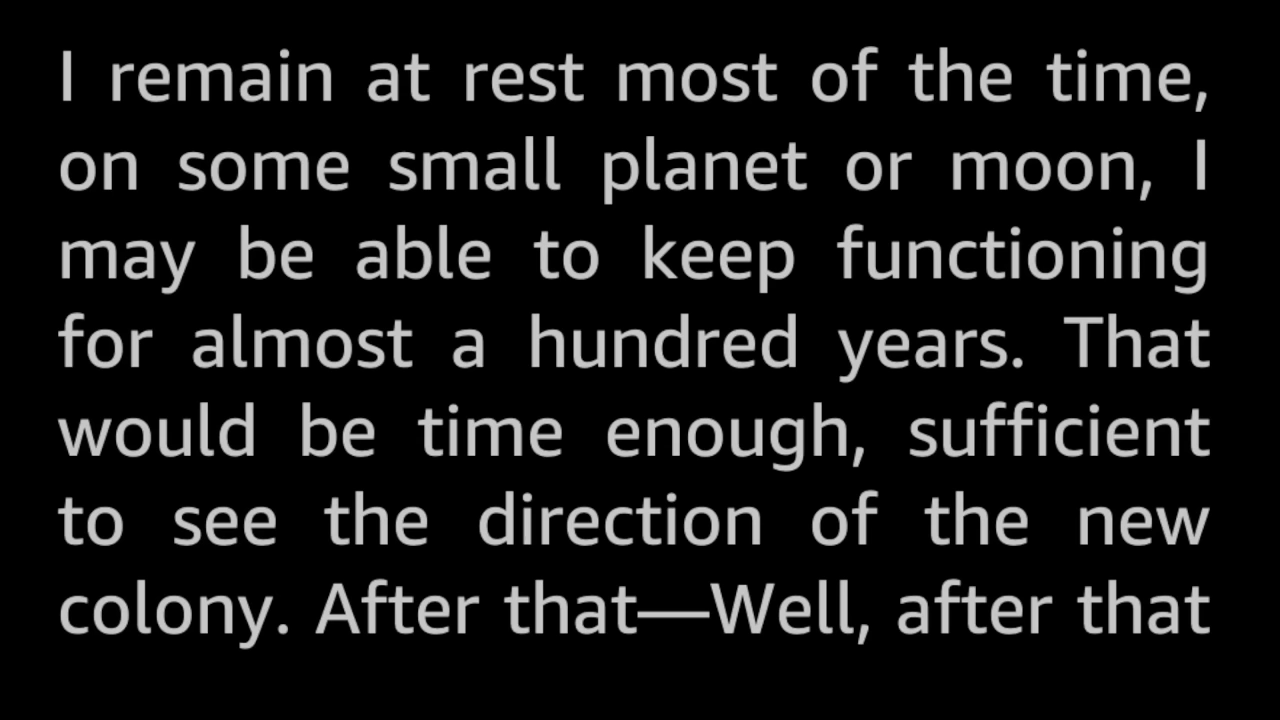 I remain at rest most of the time,
on some small planet or moon, I
may be able to keep functioning
for almost a hundred years. That
would be time enough, sufficient
to see the direction of the new
colony. After that—Well, after that